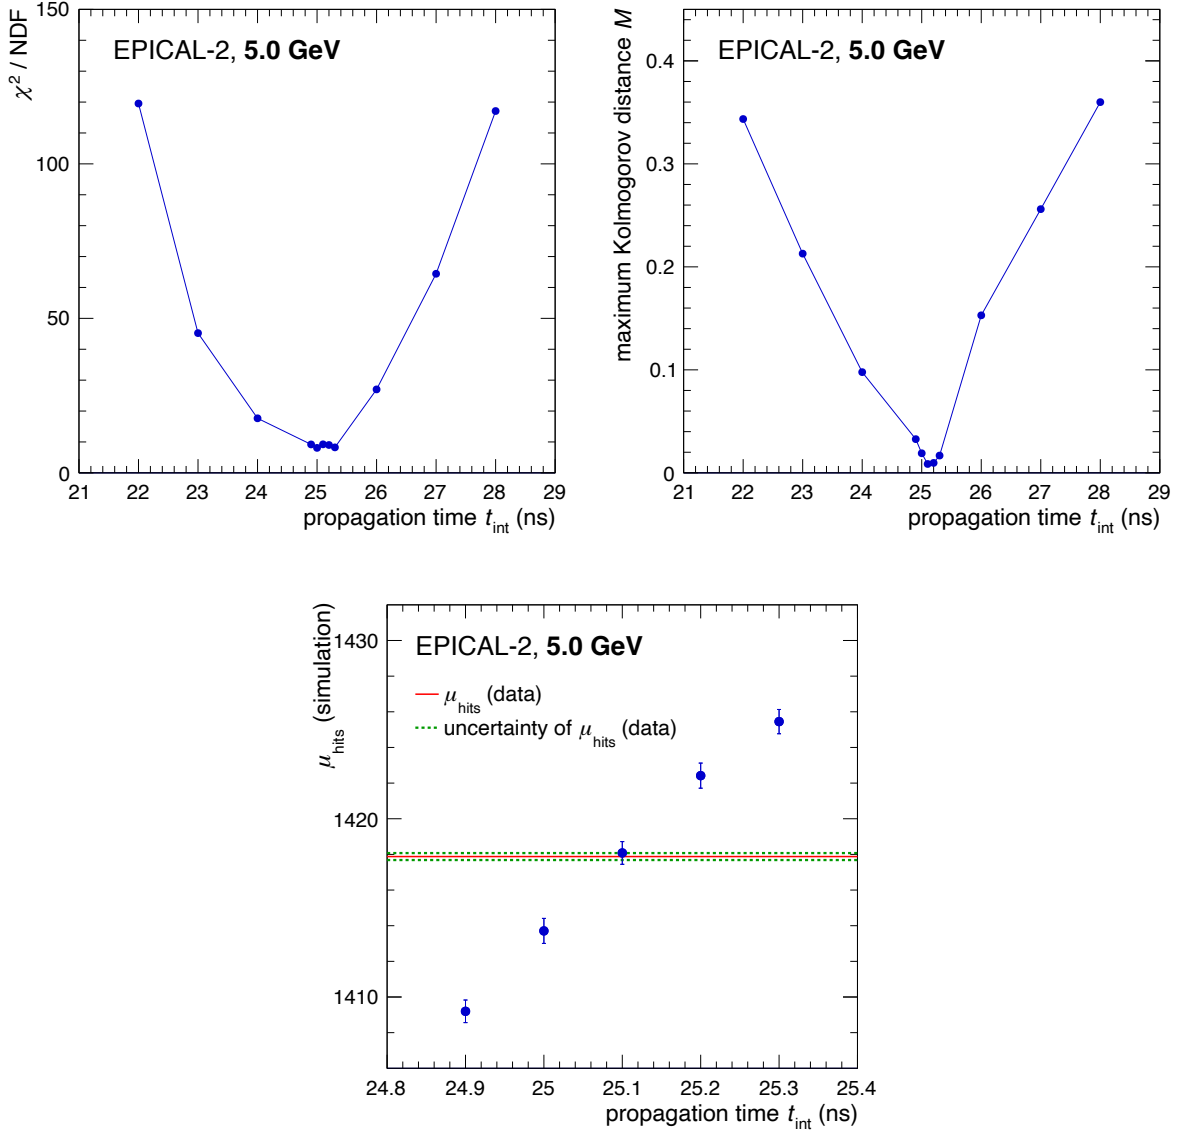 χ² / NDF
EPICAL-2, 5.0 GeV
150
100
50
0
21 22 23 24 25 26 27 28 29
propagation time t_int (ns)
maximum Kolmogorov distance M
EPICAL-2, 5.0 GeV
0.4
0.3
0.2
0.1
0
21 22 23 24 25 26 27 28 29
propagation time t_int (ns)
μ_hits (simulation)
EPICAL-2, 5.0 GeV
μ_hits (data)
uncertainty of μ_hits (data)
1430
1420
1410
24.8 24.9 25 25.1 25.2 25.3 25.4
propagation time t_int (ns)